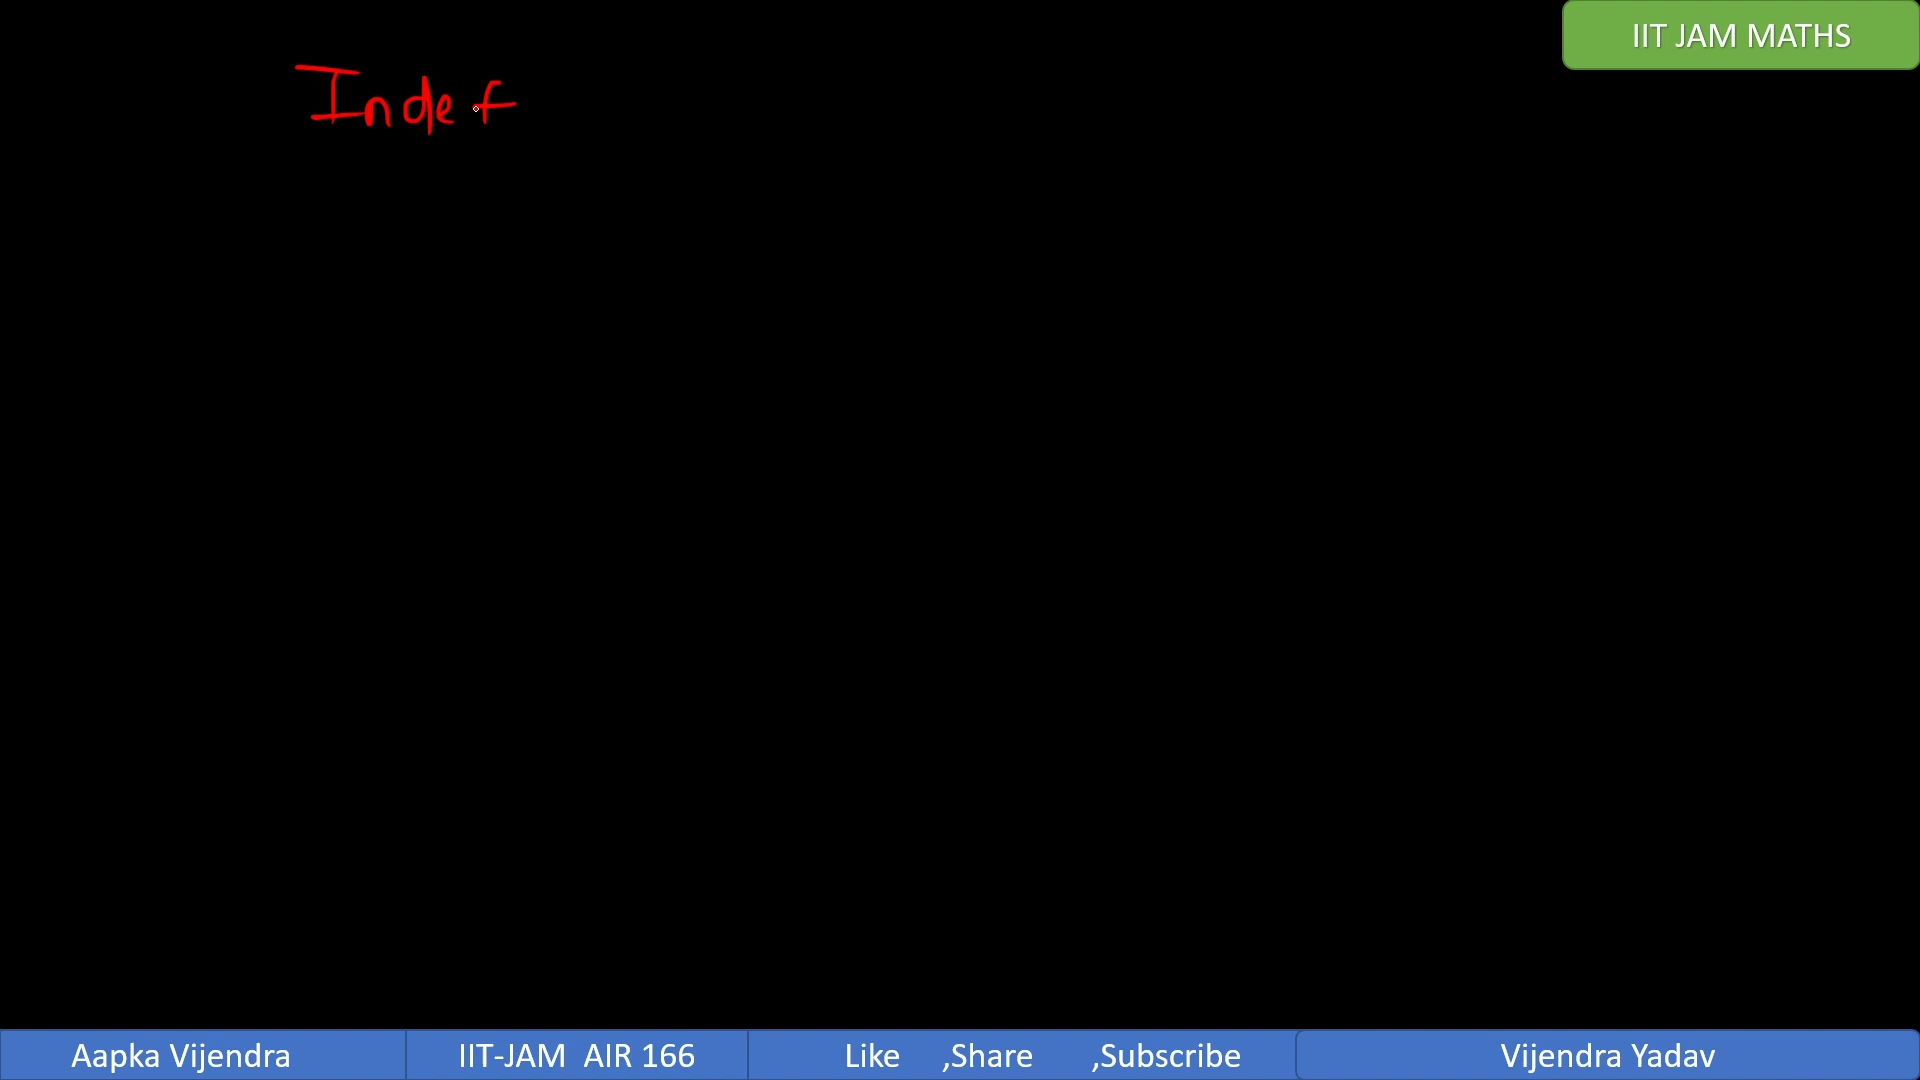 IIT JAM MATHS
Indef
Aapka Vijendra
IIT-JAM AIR 166
Like ,Share ,Subscribe
Vijendra Yadav